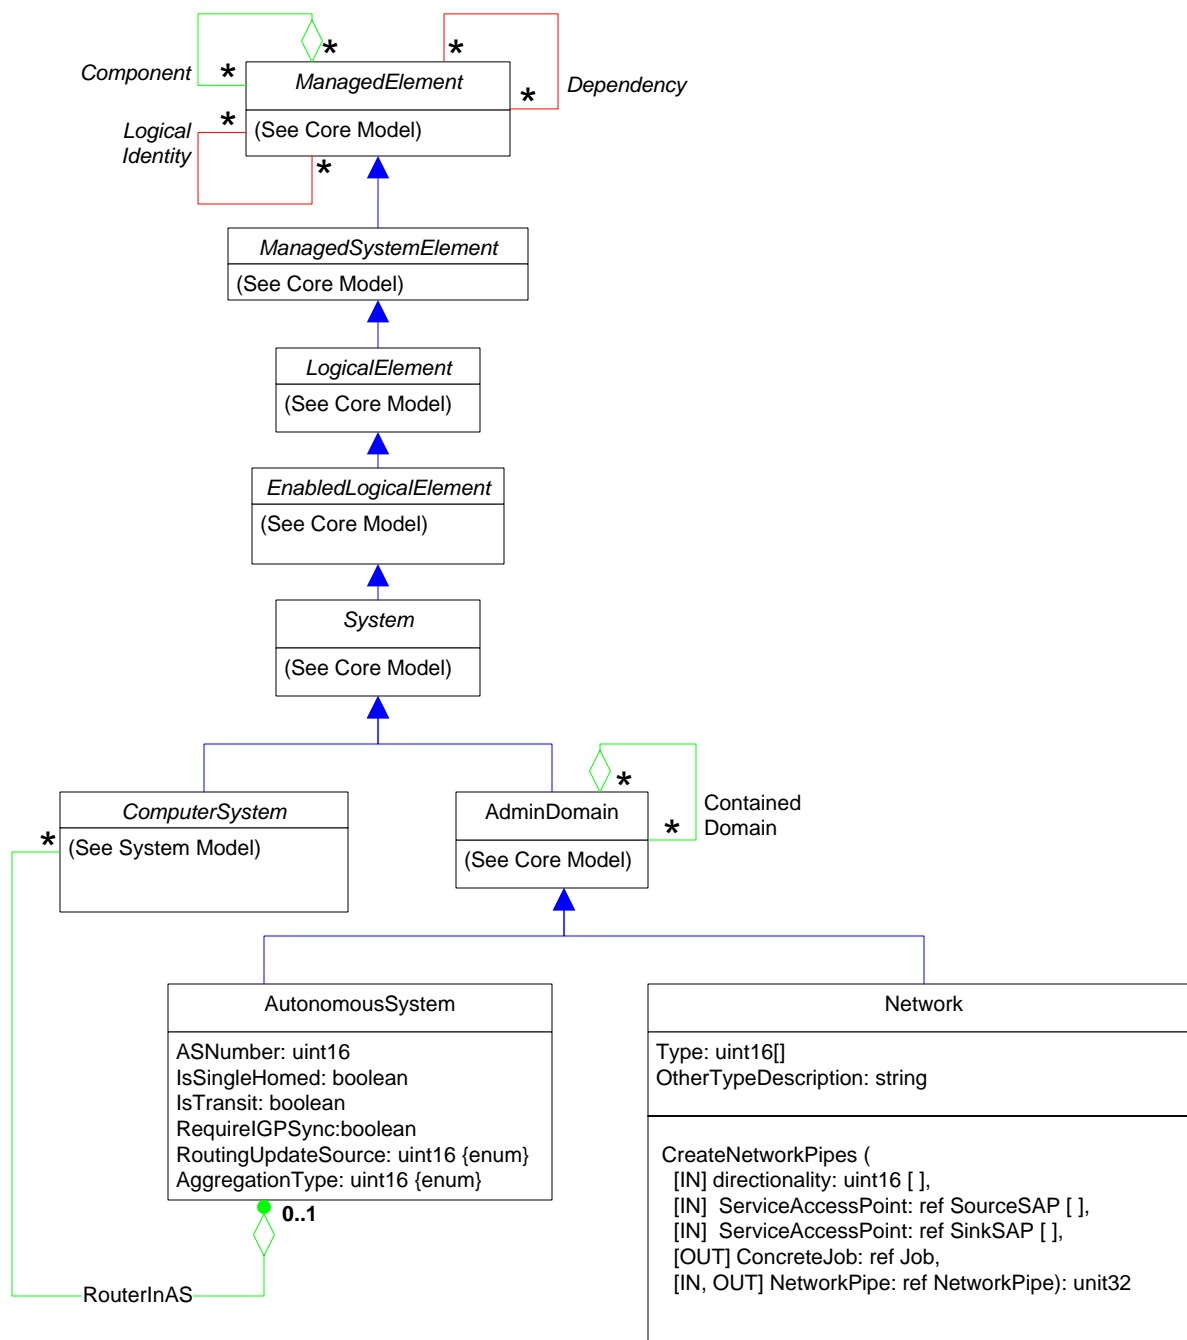 Component
*
*
ManagedElement
*
*
Dependency
Logical
Identity
*
(See Core Model)
*
ManagedSystemElement
(See Core Model)
LogicalElement
(See Core Model)
EnabledLogicalElement
(See Core Model)
System
(See Core Model)
ComputerSystem
*
(See System Model)
AdminDomain
*
*
Contained
Domain
(See Core Model)
AutonomousSystem
ASNumber: uint16
IsSingleHomed: boolean
IsTransit: boolean
RequireIGPSync:boolean
RoutingUpdateSource: uint16 {enum}
AggregationType: uint16 {enum}
0..1
RouterInAS
Network
Type: uint16[]
OtherTypeDescription: string
CreateNetworkPipes (
[IN] directionality: uint16 [ ],
[IN] ServiceAccessPoint: ref SourceSAP [ ],
[IN] ServiceAccessPoint: ref SinkSAP [ ],
[OUT] ConcreteJob: ref Job,
[IN, OUT] NetworkPipe: ref NetworkPipe): unit32